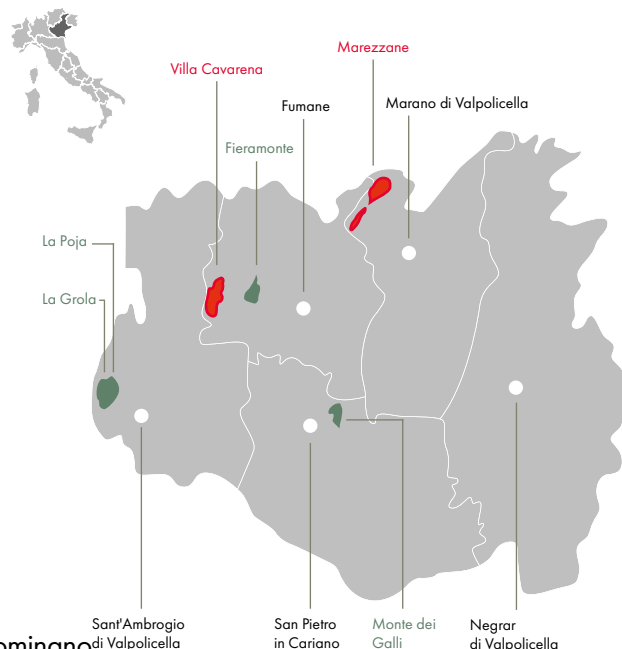 Marezzane
Villa Cavarena
Fumane
Marano di Valpolicella
Fieramonte
La Poja
La Grola
Sant'Ambrogio
di Valpolicella
San Pietro
in Cariano
Monte dei
Galli
Negrar
di Valpolicella